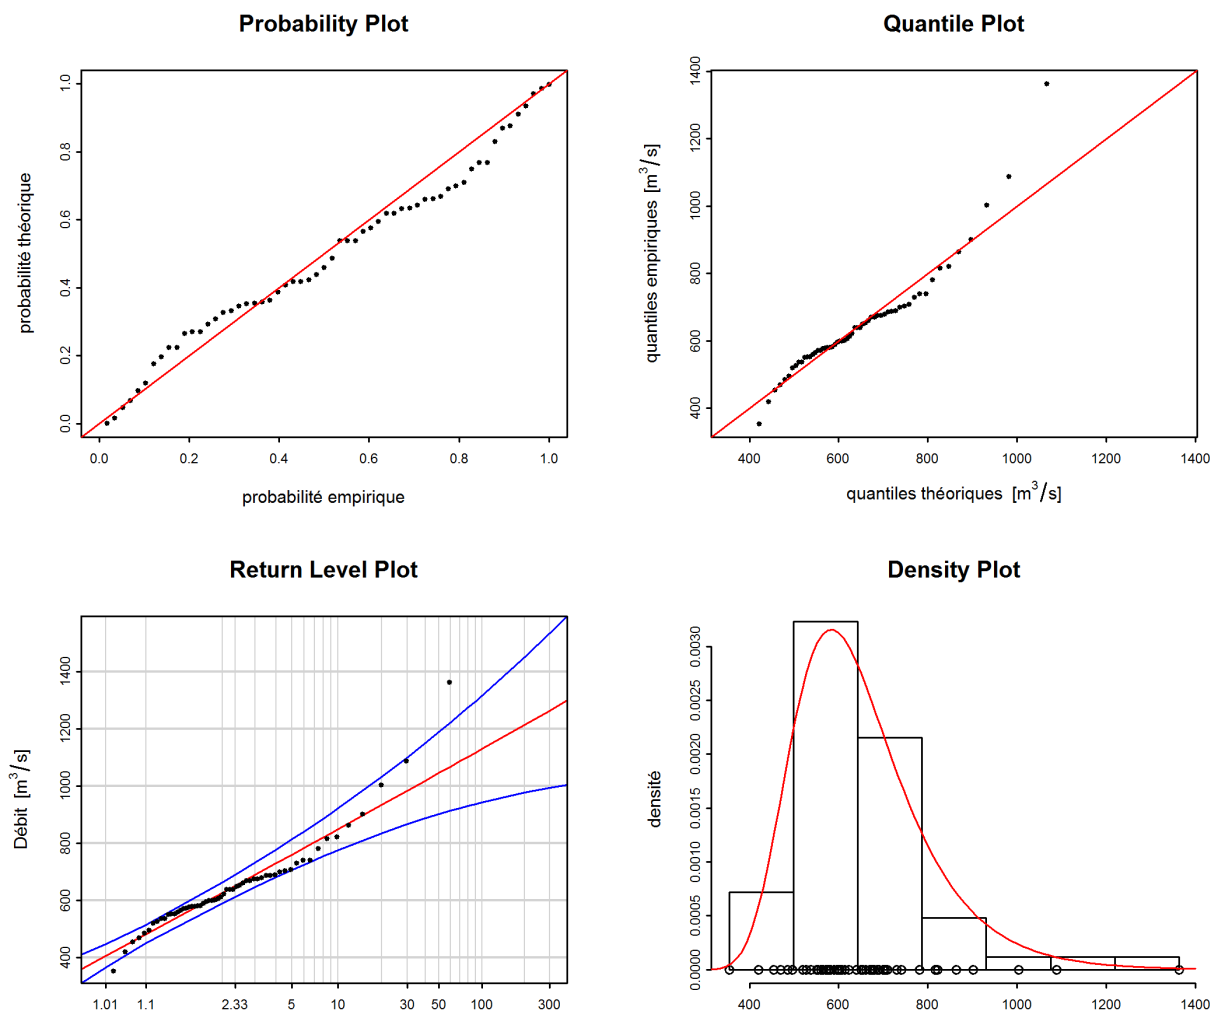 Probability Plot
probabilité théorique
1.0
0.8
0.6
0.4
0.2
0.0
0.0 0.2 0.4 0.6 0.8 1.0
probabilité empirique
Quantile Plot
quantiles empiriques [m³/s]
1400
1200
1000
800
600
400
400 600 800 1000 1200 1400
quantiles théoriques [m³/s]
Return Level Plot
Débit [m³/s]
1400
1200
1000
800
600
400
1.01 1.1 2.33 5 10 30 50 100 300
Density Plot
densité
0.0030
0.0025
0.0020
0.0015
0.0010
0.0005
0.0000
400 600 800 1000 1200 1400